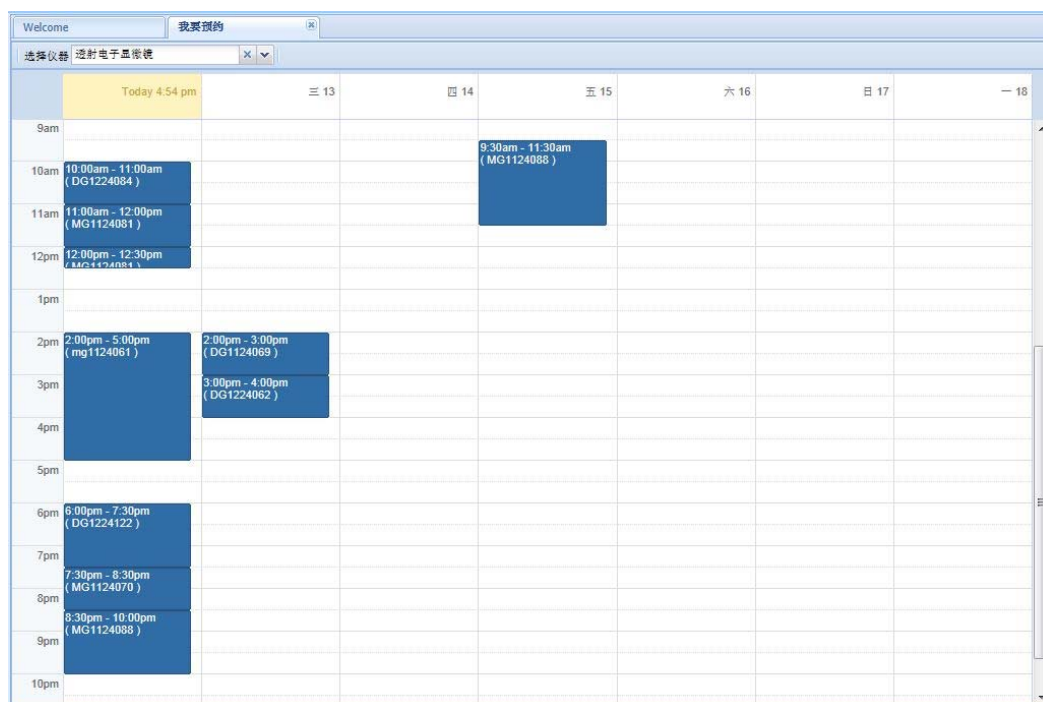 Welcome
我要预约
选择仪器 透射电子显微镜
Today 4:54 pm
三 13
四 14
五 15
六 16
日 17
一 18
9am
9:30am - 11:30am
( MG1124088 )
10am
10:00am - 11:00am
( DG1224084 )
11am
11:00am - 12:00pm
( MG1124081 )
12pm
12:00pm - 12:30pm
( MG1124081 )
1pm
2pm
2:00pm - 5:00pm
( mg1124061 )
2:00pm - 3:00pm
( DG1124069 )
3pm
3:00pm - 4:00pm
( DG1224062 )
4pm
5pm
6pm
6:00pm - 7:30pm
( DG1224122 )
7pm
7:30pm - 8:30pm
( MG1124070 )
8pm
8:30pm - 10:00pm
( MG1124088 )
9pm
10pm